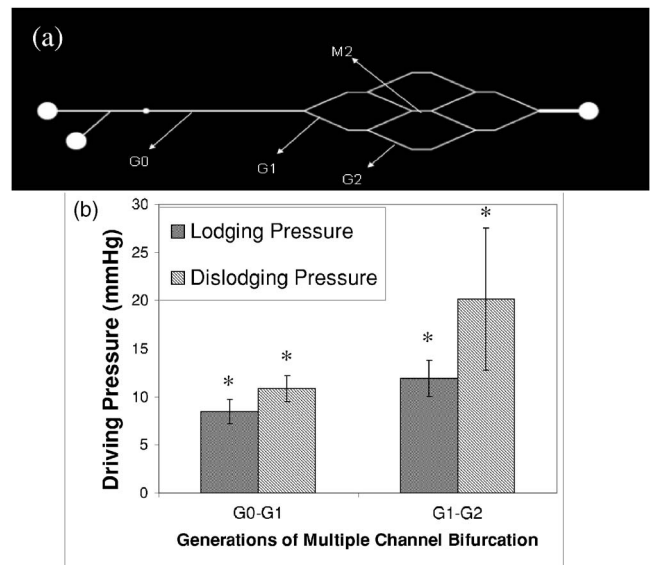 (a)
M2
G0
G1
G2
(b)
Driving Pressure (mmHg)
30
25
20
15
10
5
0
Lodging Pressure
Dislodging Pressure
*
*
*
*
G0-G1
G1-G2
Generations of Multiple Channel Bifurcation